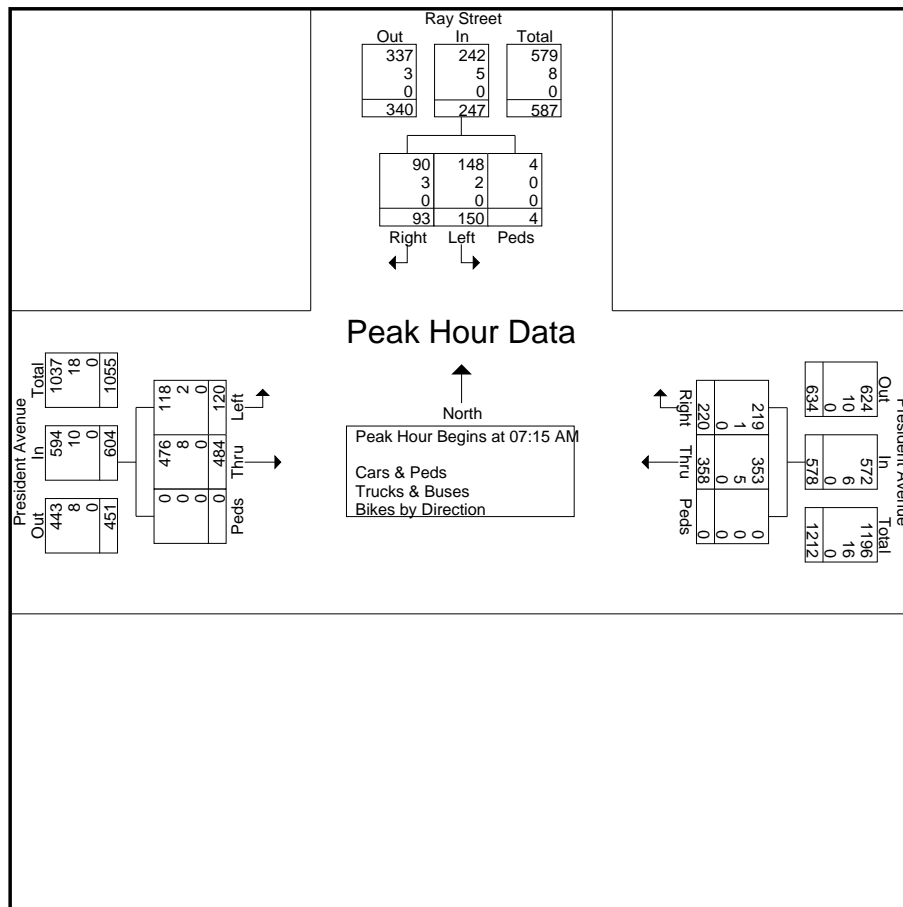 Ray Street
Out In Total
337 242 579
3 5 8
0 0 0
340 247 587
90 148 4
3 2 0
0 0 0
93 150 4
Right Left Peds
Peak Hour Data
North
Peak Hour Begins at 07:15 AM
Cars & Peds
Trucks & Buses
Bikes by Direction
President Avenue
Out In Total
443 594 1037
8 10 18
0 0 0
451 604 1055
Peds Thru Left
0 476 118
0 8 2
0 0 0
0 484 120
President Avenue
Out In Total
624 572 1196
10 6 16
0 0 0
634 578 1212
Right Thru Peds
219 353 0
1 5 0
0 0 0
220 358 0